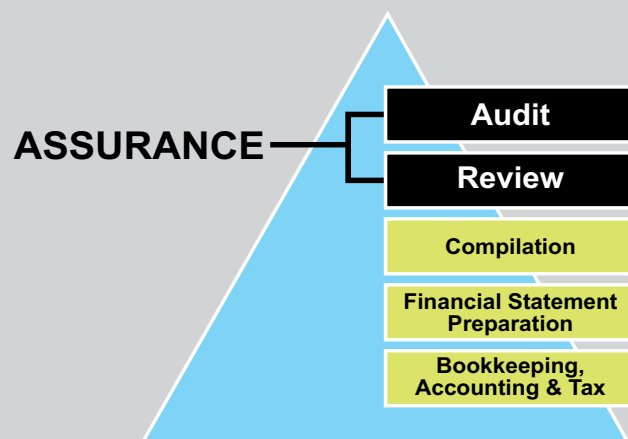 Audit
ASSURANCE
Review
Compilation
Financial Statement
Preparation
Bookkeeping,
Accounting & Tax